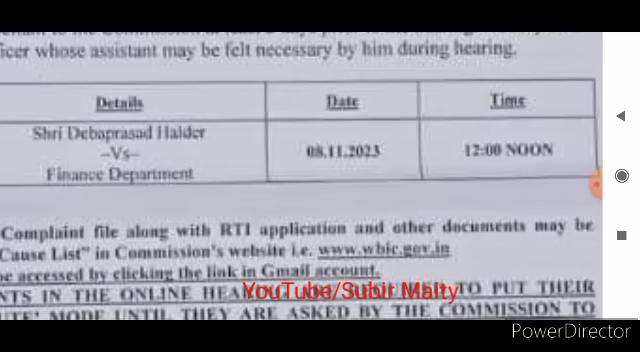 icer whose assistant may be felt necessary by him during hearing.
Details Date Time
Shri Debaprasad Halder
-Vs-
Finance Department
08.11.2023 12:00 NOON
Complaint file along with RTI application and other documents may be
Cause List" in Commission's website i.e. www.wbic.gov.in
be accessed by clicking the link in Gmail account.
NTS IN THE ONLINE HEA TO PUT THEIR
YouTube/Subir Maity
MODE UNTIL THEY ARE ASKED BY THE COMMISSION TO
PowerDirector